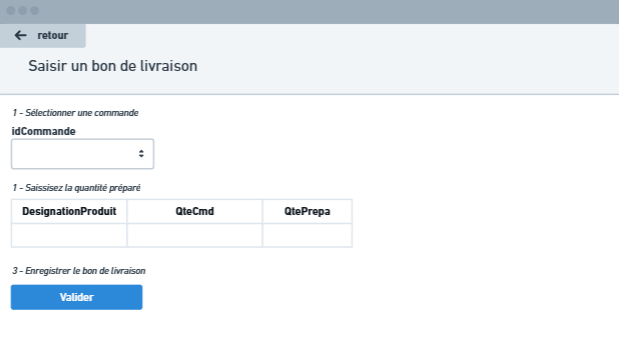 retour
Saisir un bon de livraison
1 - Sélectionner une commande
idCommande
1 - Saissisez la quantité préparé
DesignationProduit QteCmd QtePrepa
3 - Enregistrer le bon de livraison
Valider